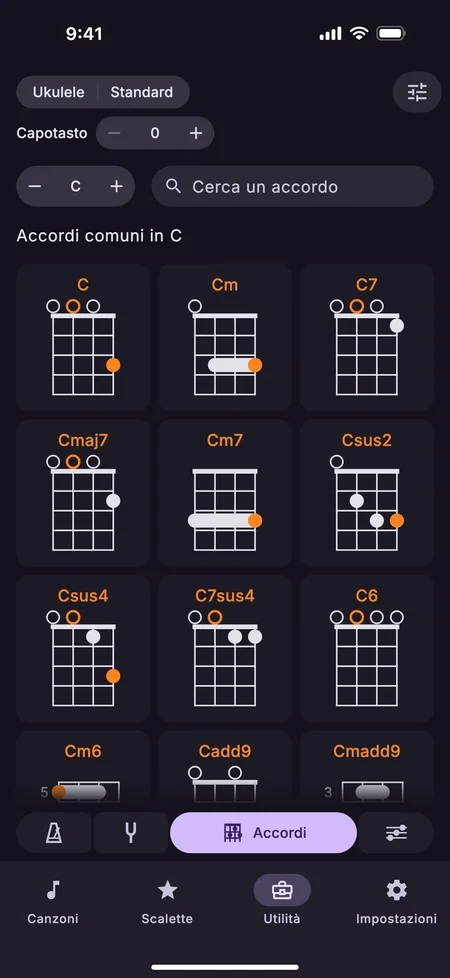 9:41
Ukulele Standard
Capotasto 0
C Cerca un accordo
Accordi comuni in C
C Cm C7
Cmaj7 Cm7 Csus2
Csus4 C7sus4 C6
Cm6 Cadd9 Cmadd9
5 3
Accordi
Canzoni Scalette Utilità Impostazioni